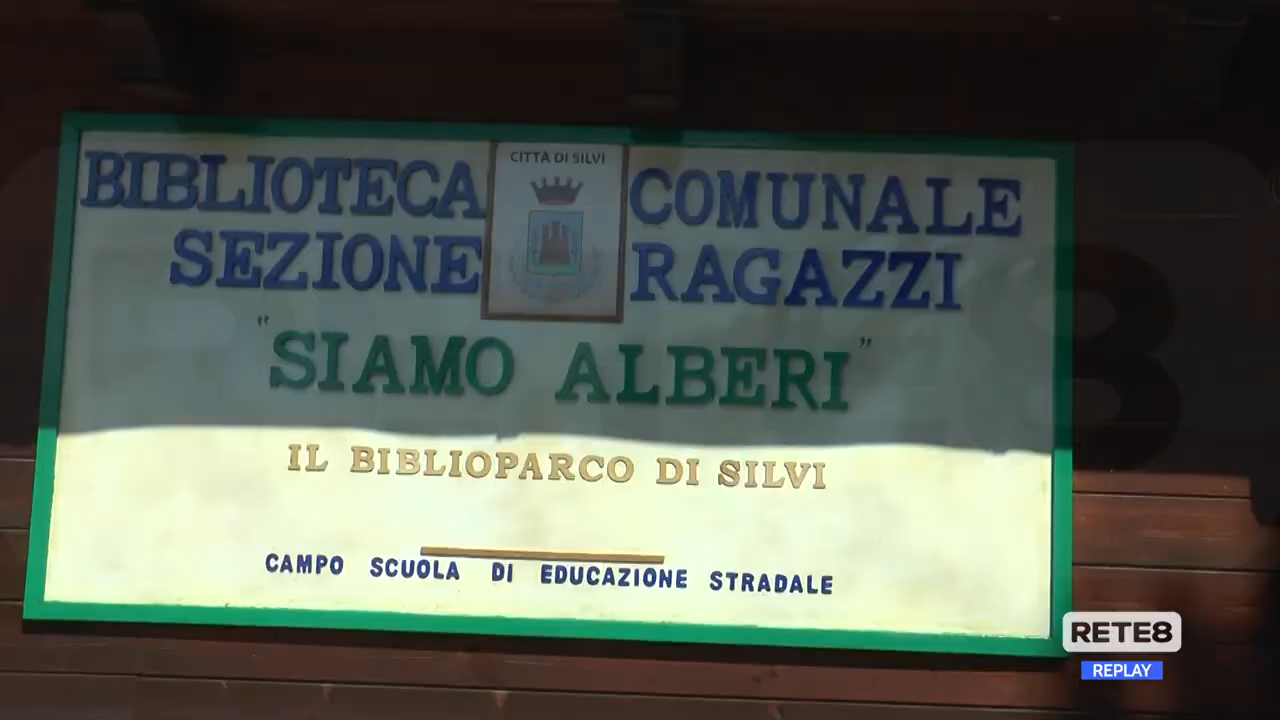 CITTÀ DI SILVI
BIBLIOTECA COMUNALE
SEZIONE RAGAZZI
"SIAMO ALBERI"
IL BIBLIOPARCO DI SILVI
CAMPO SCUOLA DI EDUCAZIONE STRADALE
RETE8
REPLAY